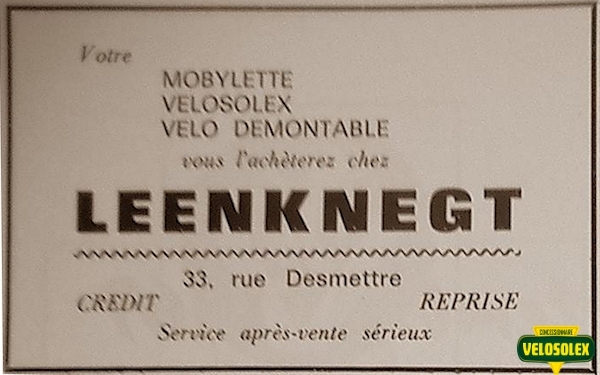 Votre
MOBYLETTE
VELOSOLEX
VELO DEMONTABLE
vous l'achèterez chez
LEENKNEGT
33, rue Desmettre
CREDIT REPRISE
Service après-vente sérieux
CONCESSIONNAIRE
VELOSOLEX